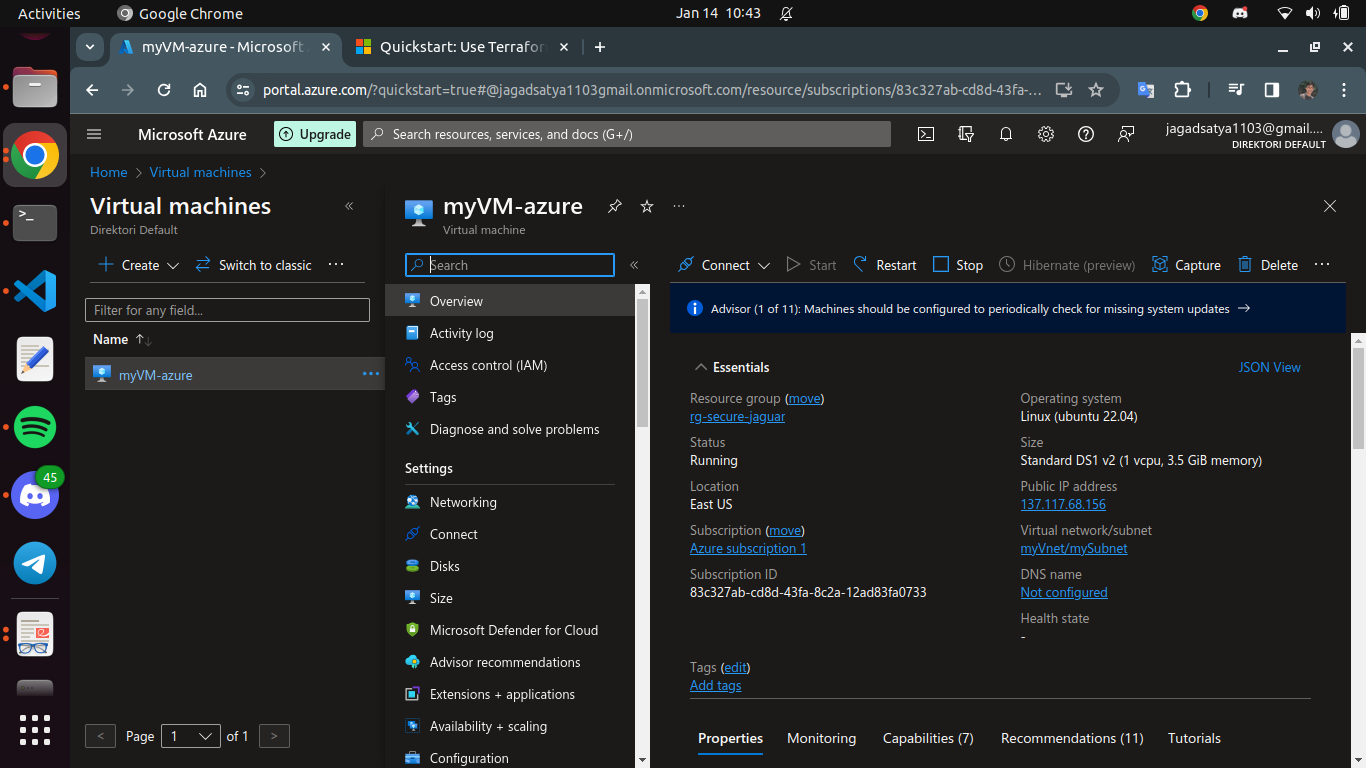 Activities
Google Chrome
Jan 14 10:43
myVM-azure - Microsoft
Quickstart: Use Terrafor
portal.azure.com/?quickstart=true#@jagadsatya1103gmail.onmicrosoft.com/resource/subscriptions/83c327ab-cd8d-43fa-...
Microsoft Azure
Upgrade
Search resources, services, and docs (G+/)
jagadsatya1103@gmail....
DIREKTORI DEFAULT
Home
Virtual machines
Virtual machines
Direktori Default
Create
Switch to classic
Filter for any field...
Name
myVM-azure
Page 1 of 1
myVM-azure
Virtual machine
Search
Overview
Activity log
Access control (IAM)
Tags
Diagnose and solve problems
Settings
Networking
Connect
Disks
Size
Microsoft Defender for Cloud
Advisor recommendations
Extensions + applications
Availability + scaling
Configuration
Connect
Start
Restart
Stop
Hibernate (preview)
Capture
Delete
Advisor (1 of 11): Machines should be configured to periodically check for missing system updates
Essentials
JSON View
Resource group (move)
rg-secure-jaguar
Status
Running
Location
East US
Subscription (move)
Azure subscription 1
Subscription ID
83c327ab-cd8d-43fa-8c2a-12ad83fa0733
Operating system
Linux (ubuntu 22.04)
Size
Standard DS1 v2 (1 vcpu, 3.5 GiB memory)
Public IP address
137.117.68.156
Virtual network/subnet
myVnet/mySubnet
DNS name
Not configured
Health state
-
Tags (edit)
Add tags
Properties
Monitoring
Capabilities (7)
Recommendations (11)
Tutorials
45